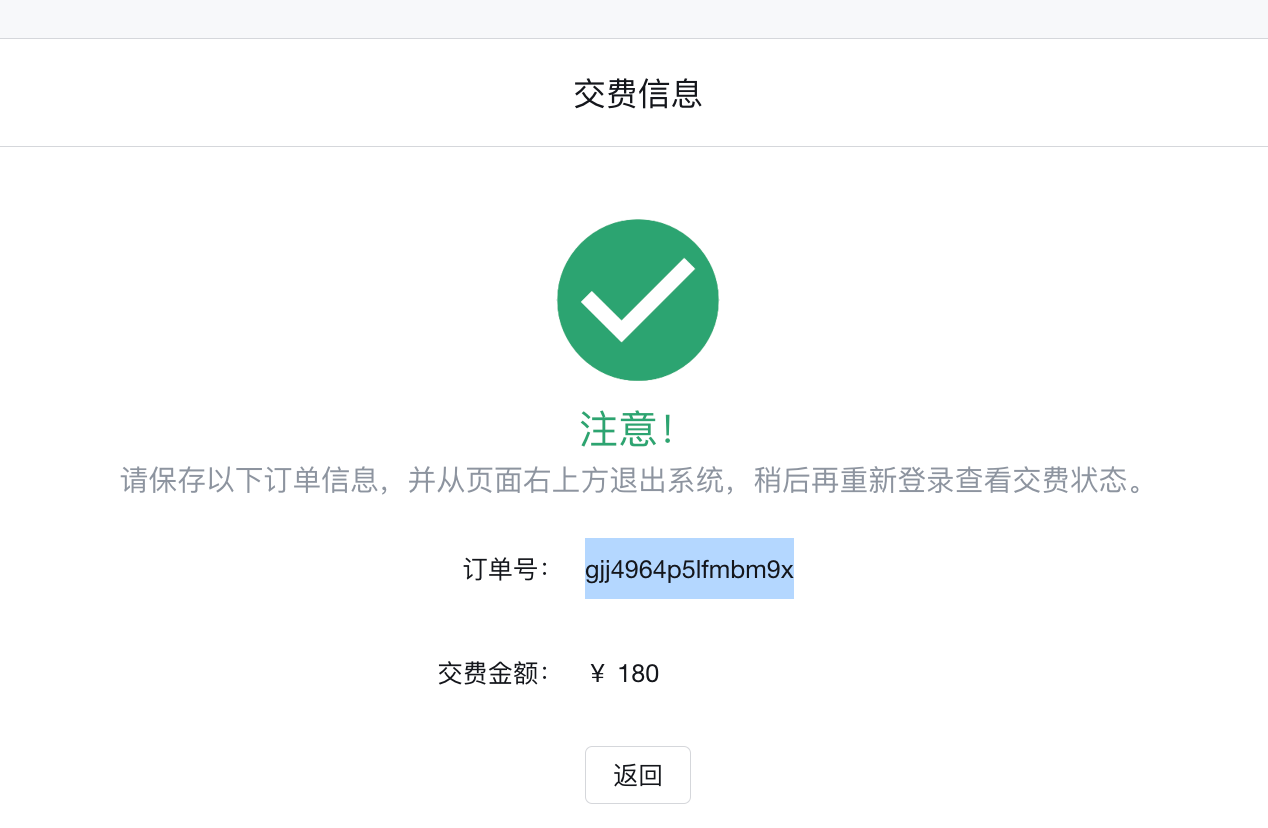 交费信息
注意！
请保存以下订单信息，并从页面右上方退出系统，稍后再重新登录查看交费状态。
订单号： gjj4964p5lfmbm9x
交费金额： ￥ 180
返回